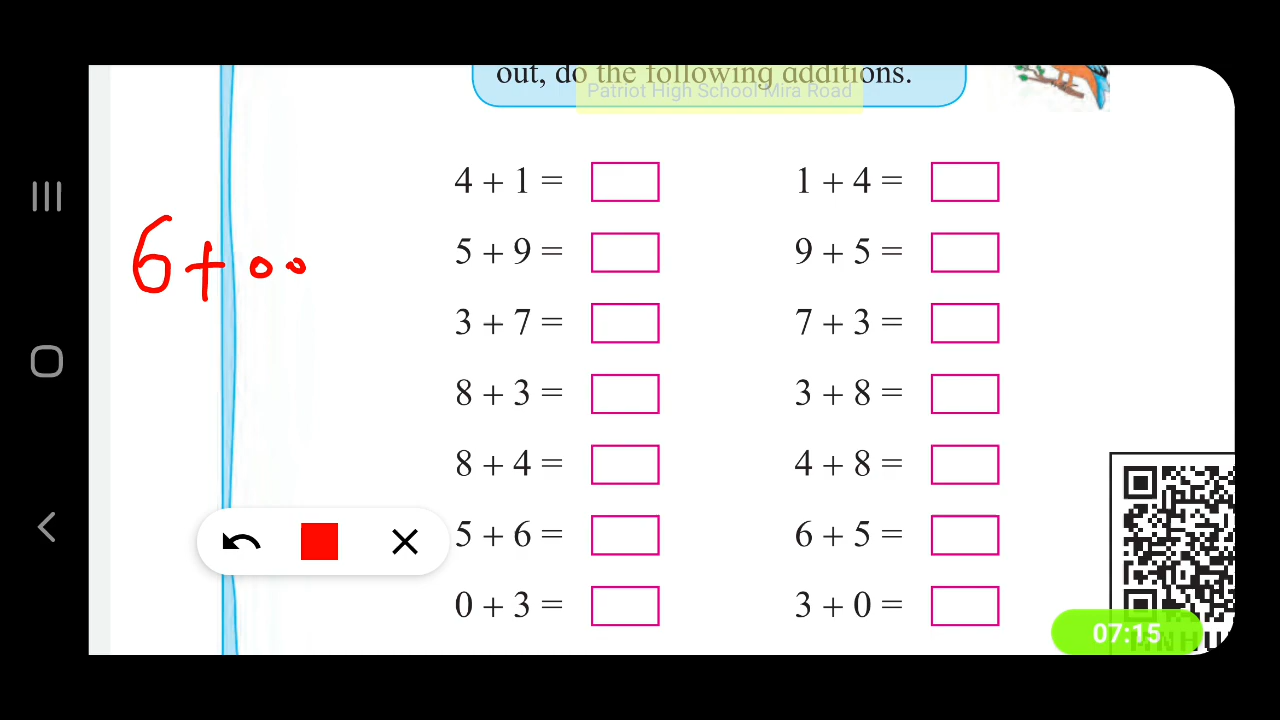 out, do the following additions.
Patriot High School Mira Road
4 + 1 =
1 + 4 =
6+
5 + 9 =
9 + 5 =
3 + 7 =
7 + 3 =
8 + 3 =
3 + 8 =
8 + 4 =
4 + 8 =
5 + 6 =
6 + 5 =
0 + 3 =
3 + 0 =
07:15